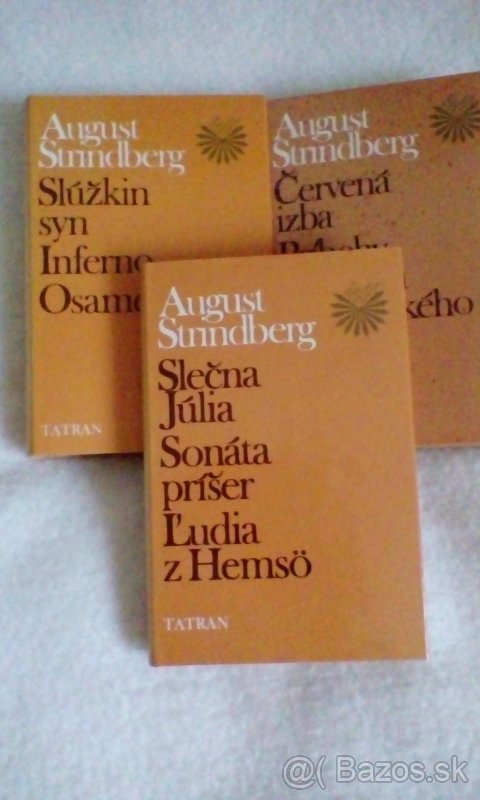 August
Strindberg
Slúžkin
syn
Inferno
TATRAN
August
Strindberg
Červená
izba
August
Strindberg
Slečna
Júlia
Sonáta
príšer
Ľudia
z Hemsö
TATRAN
@( Bazos.sk